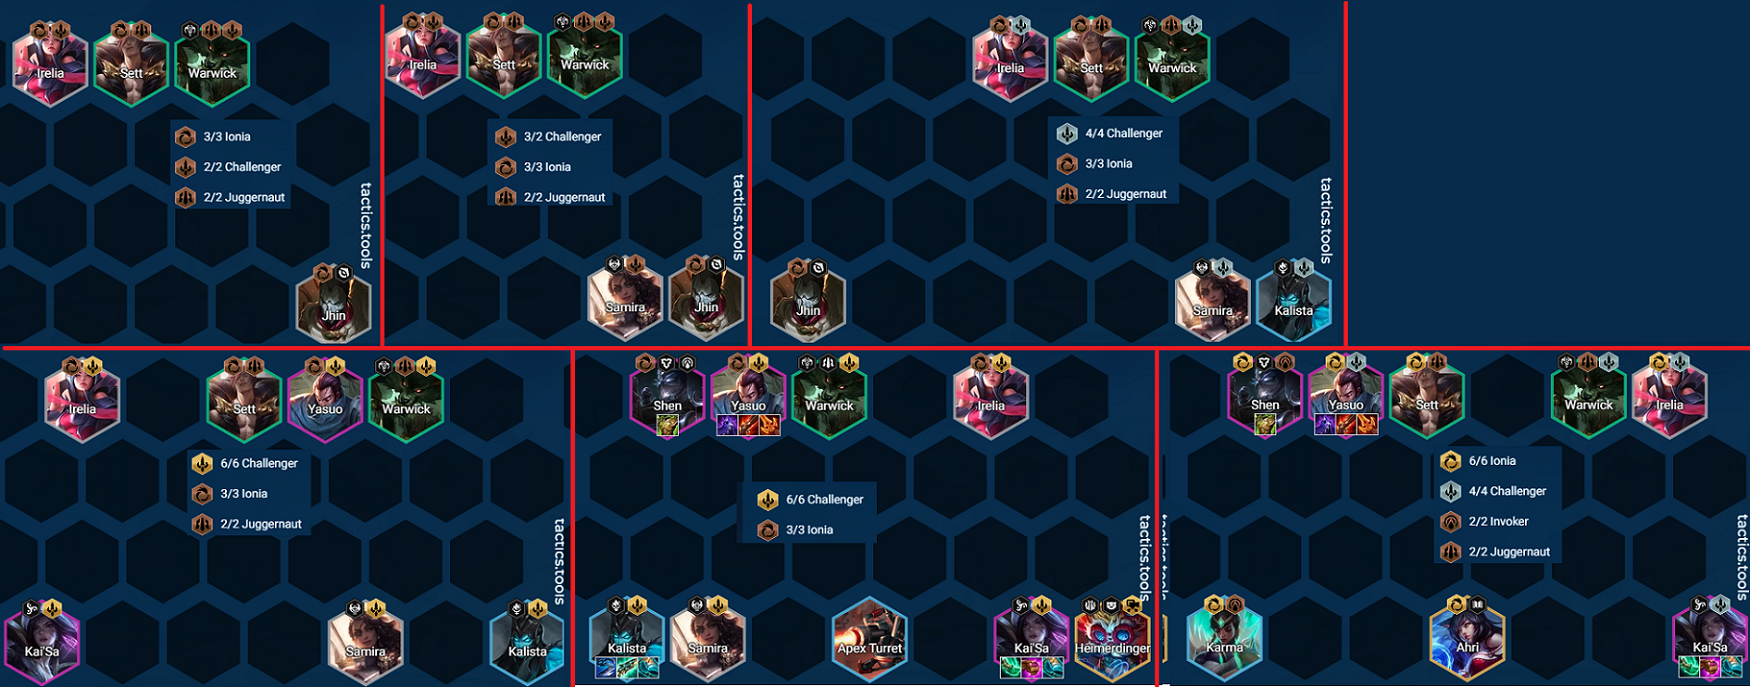 Irelia
Sett
Warwick
3/3 Ionia
2/2 Challenger
2/2 Juggernaut
tactics.tools
Jhin
Irelia
Sett
Warwick
3/2 Challenger
3/3 Ionia
2/2 Juggernaut
tactics.tools
Samira
Jhin
Irelia
Sett
Warwick
4/4 Challenger
3/3 Ionia
2/2 Juggernaut
tactics.tools
Jhin
Samira
Kalista
Irelia
Sett
Yasuo
Warwick
6/6 Challenger
3/3 Ionia
2/2 Juggernaut
tactics.tools
Kai'Sa
Samira
Kalista
Shen
Yasuo
Warwick
Irelia
6/6 Challenger
3/3 Ionia
tactics.tools
Kalista
Samira
Apex Turret
Kai'Sa
Heimerdinger
Shen
Yasuo
Sett
Warwick
Irelia
6/6 Ionia
4/4 Challenger
2/2 Invoker
2/2 Juggernaut
tactics.tools
Karma
Ahri
Kai'Sa